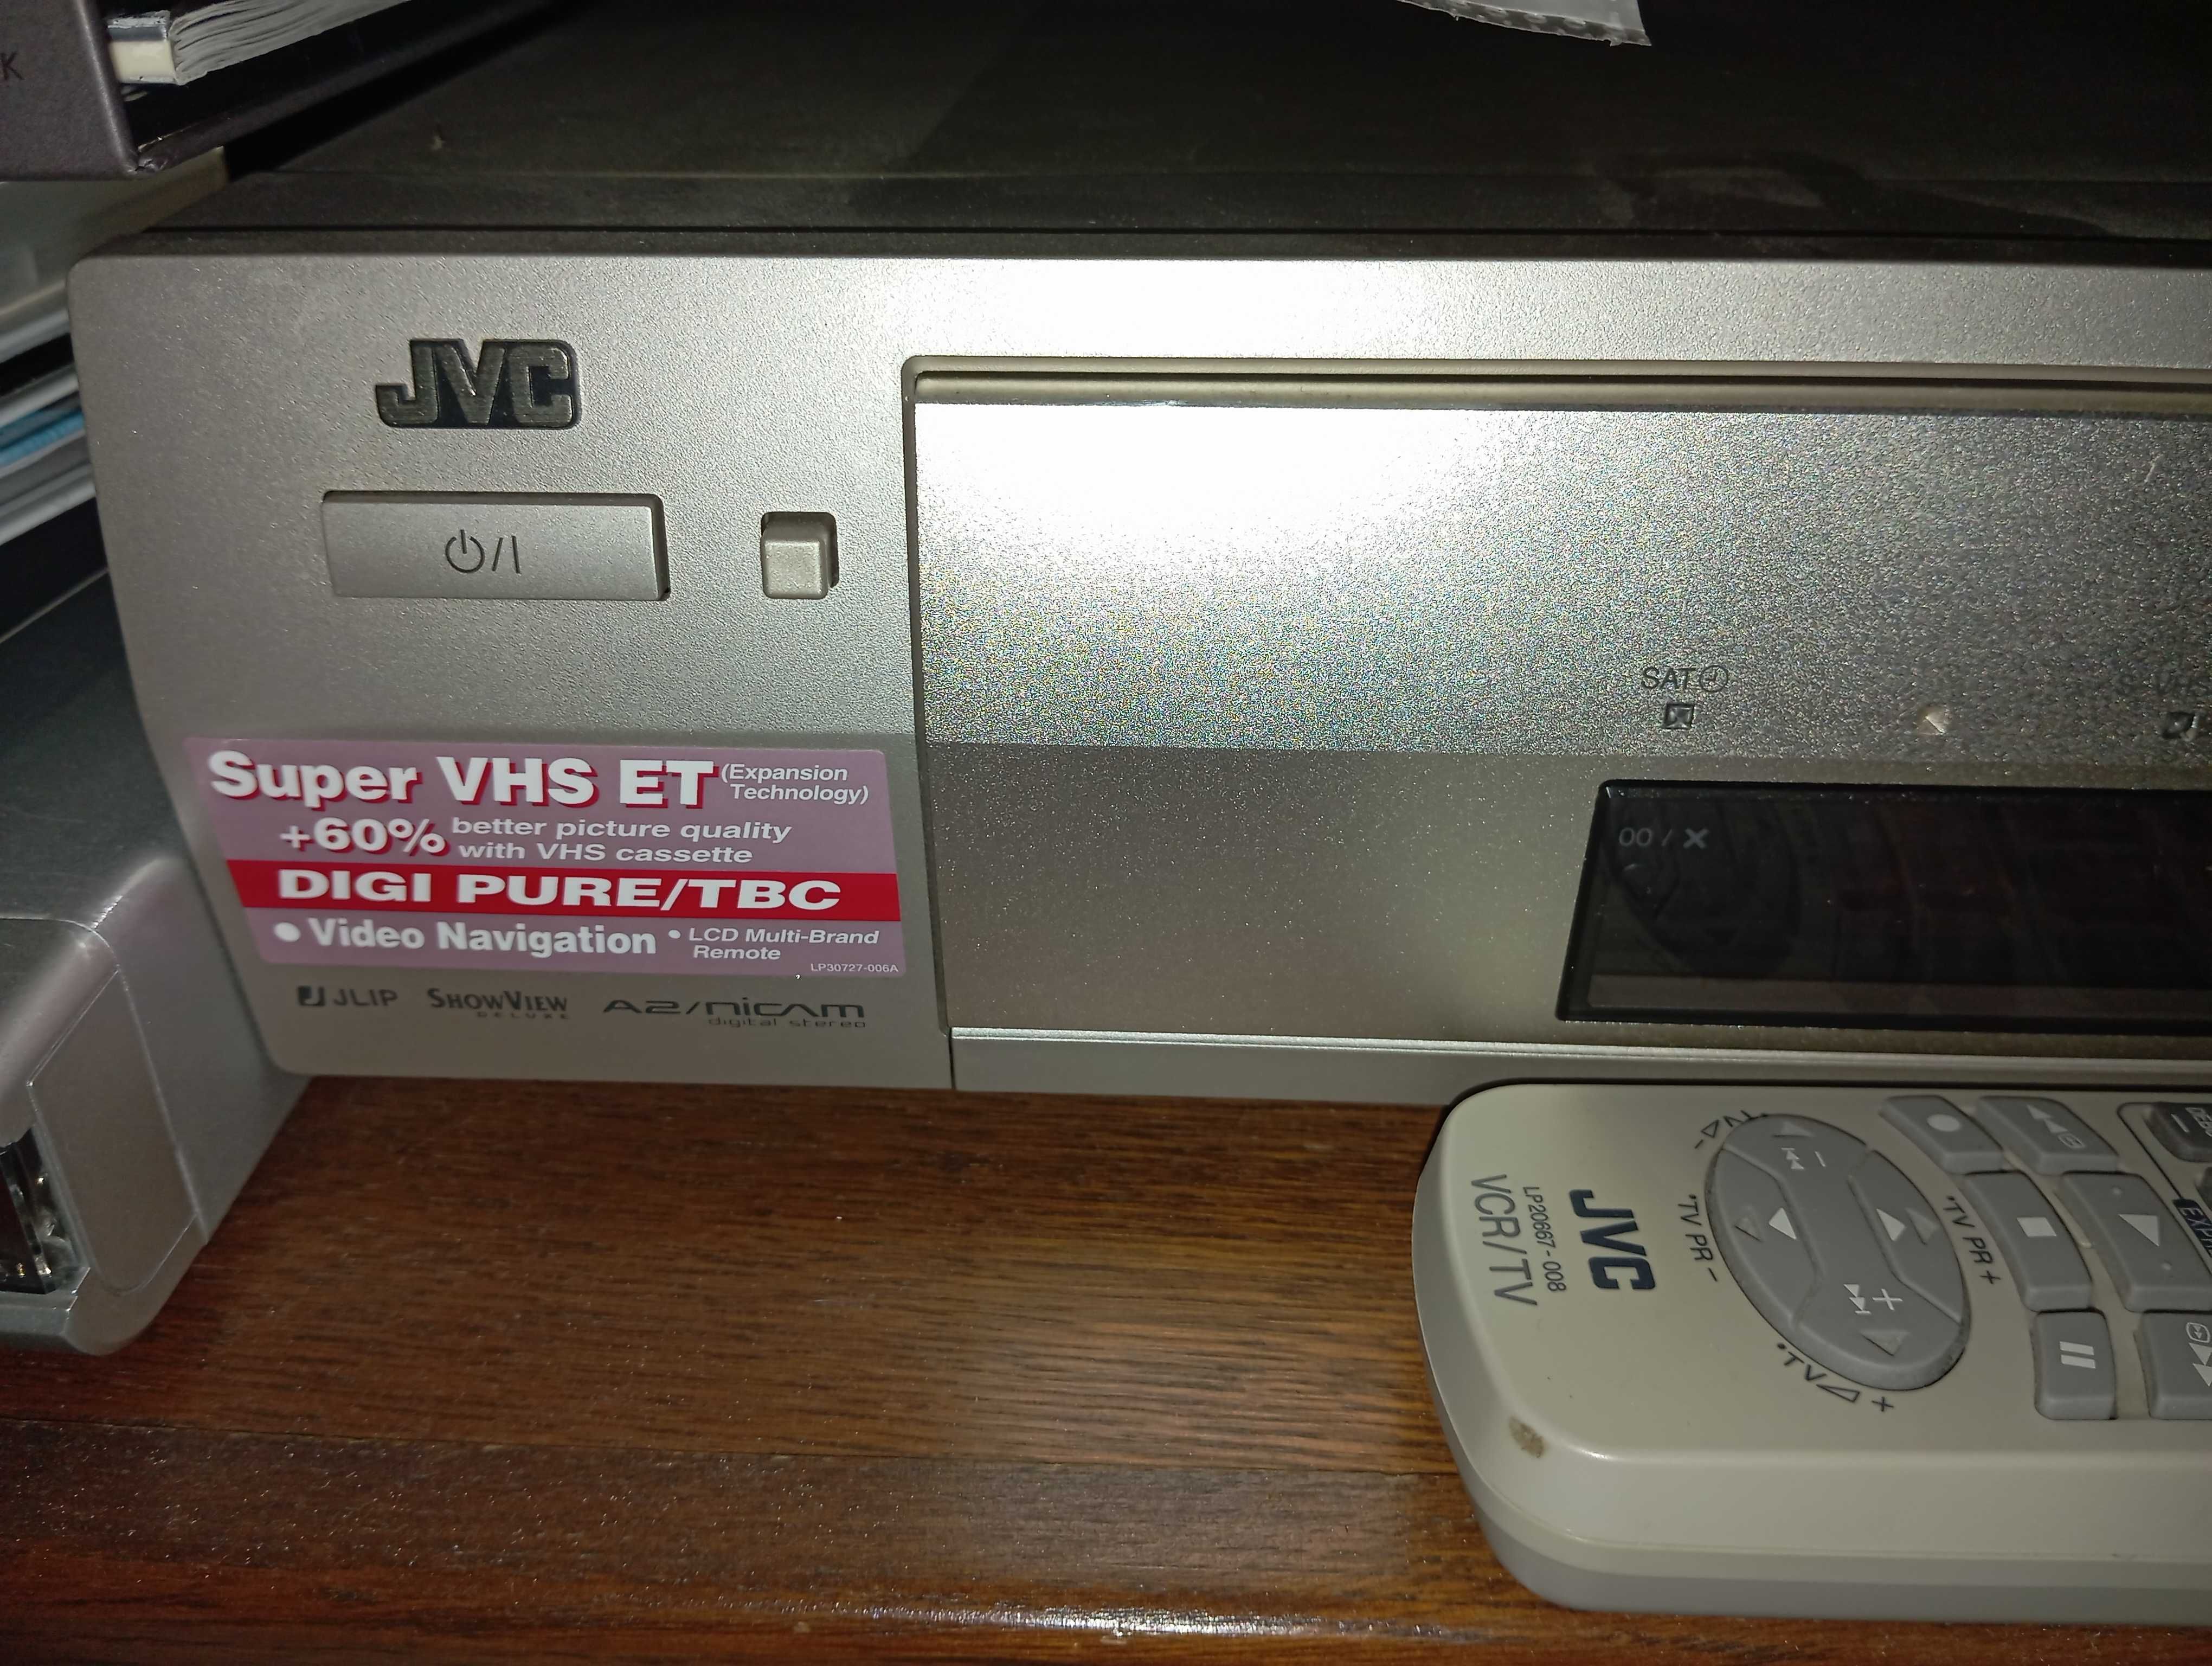 K
JVC
⏻/I
SAT
Super VHS ET (Expansion
Technology)
+60% better picture quality
with VHS cassette
DIGI PURE/TBC
• Video Navigation • LCD Multi-Brand
Remote
LP30727-006A
JLIP SHOWVIEW A2/NICAM
DELUXE digital stereo
00 / X
JVC
LP20667-008
VCR/TV
TV –
TV PR –
TV PR +
TV +
– +